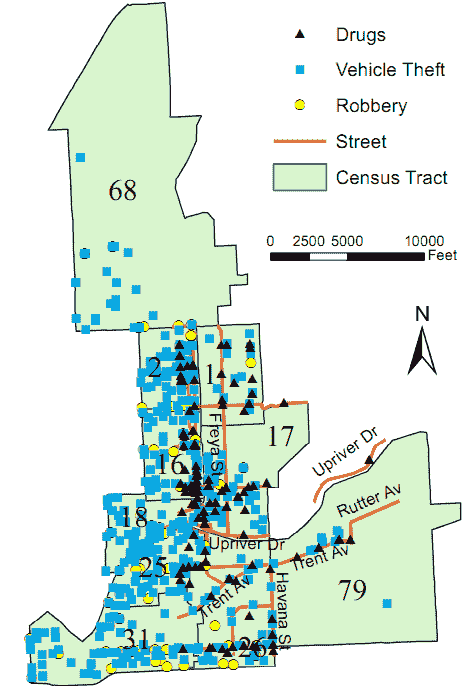 Drugs
Vehicle Theft
Robbery
Street
Census Tract
0 2500 5000 10000
Feet
N
68
2
1
17
16
Freya St
Upriver Dr
Rutter Av
18
Upriver Dr
Trent Av
25
Trent Av
79
Havana St
31
26